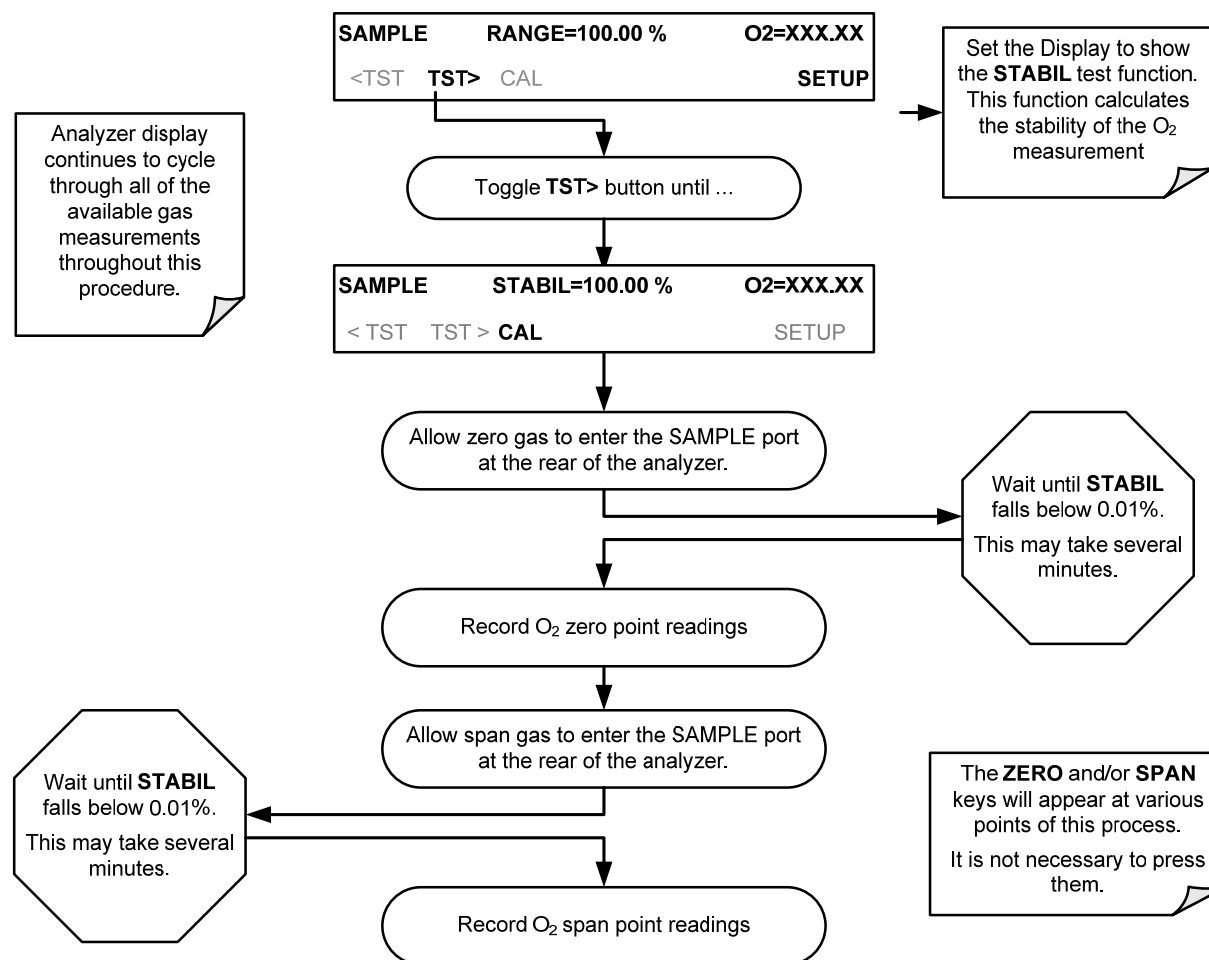 SAMPLE RANGE=100.00 % O2=XXX.XX
<TST TST> CAL SETUP
Set the Display to show
the STABIL test function.
This function calculates
the stability of the O2
measurement
Analyzer display
continues to cycle
through all of the
available gas
measurements
throughout this
procedure.
Toggle TST> button until ...
SAMPLE STABIL=100.00 % O2=XXX.XX
< TST TST > CAL SETUP
Allow zero gas to enter the SAMPLE port
at the rear of the analyzer.
Wait until STABIL
falls below 0.01%.
This may take several
minutes.
Record O2 zero point readings
Allow span gas to enter the SAMPLE port
at the rear of the analyzer.
Wait until STABIL
falls below 0.01%.
This may take several
minutes.
The ZERO and/or SPAN
keys will appear at various
points of this process.
It is not necessary to press
them.
Record O2 span point readings